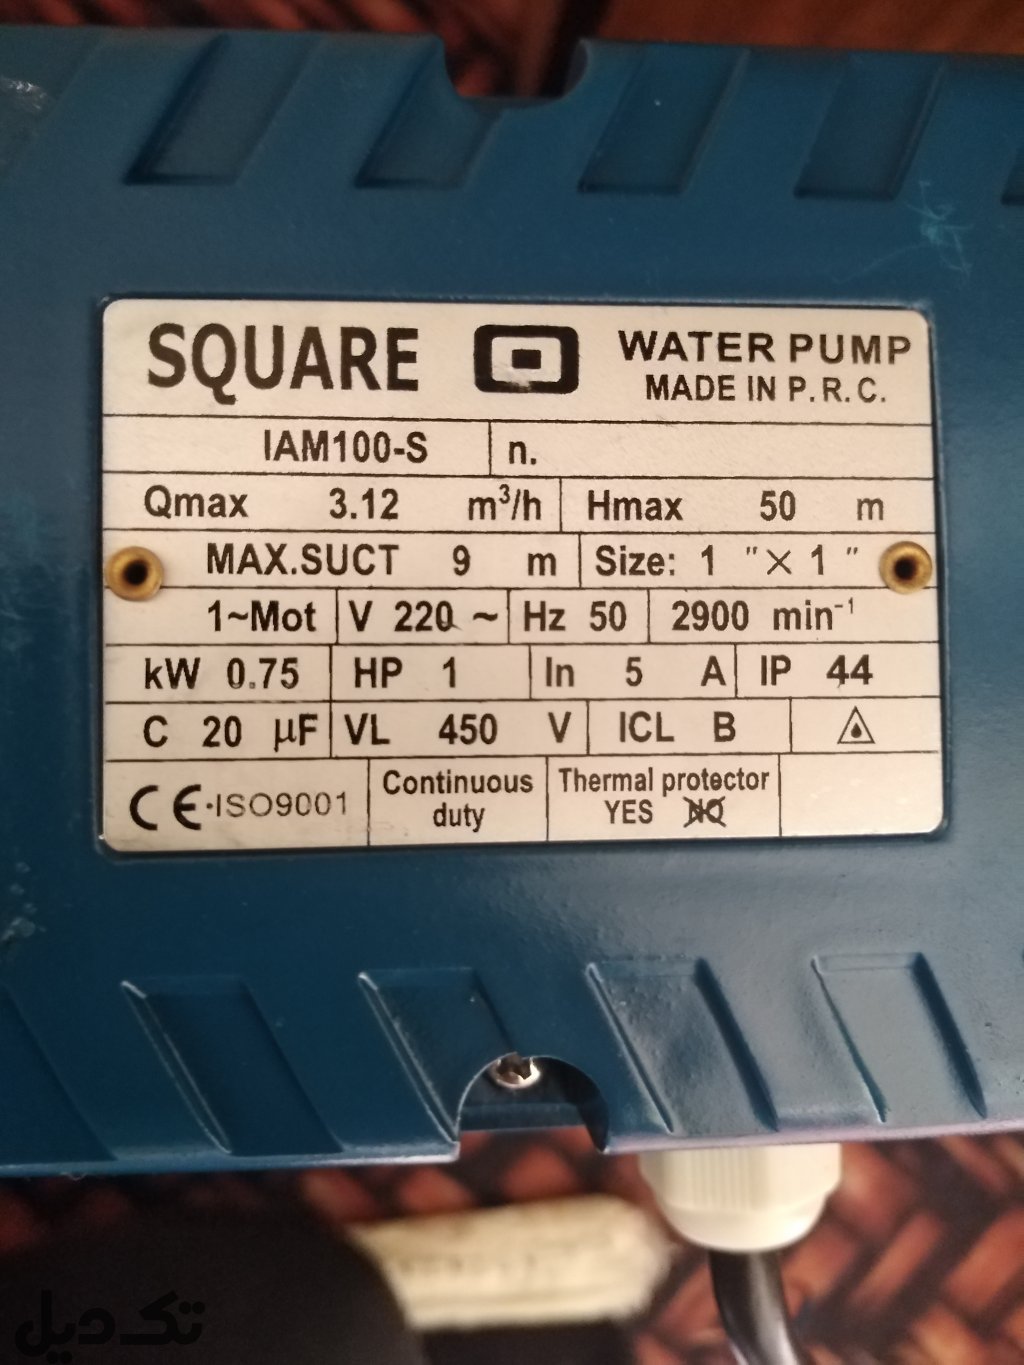 SQUARE WATER PUMP
MADE IN P.R.C.
IAM100-S n.
Qmax 3.12 m³/h Hmax 50 m
MAX.SUCT 9 m Size: 1 "×1 "
1~Mot V 220 ~ Hz 50 2900 min⁻¹
kW 0.75 HP 1 In 5 A IP 44
C 20 µF VL 450 V ICL B
CE·ISO9001 Continuous duty Thermal protector
YES NO
تک دیل